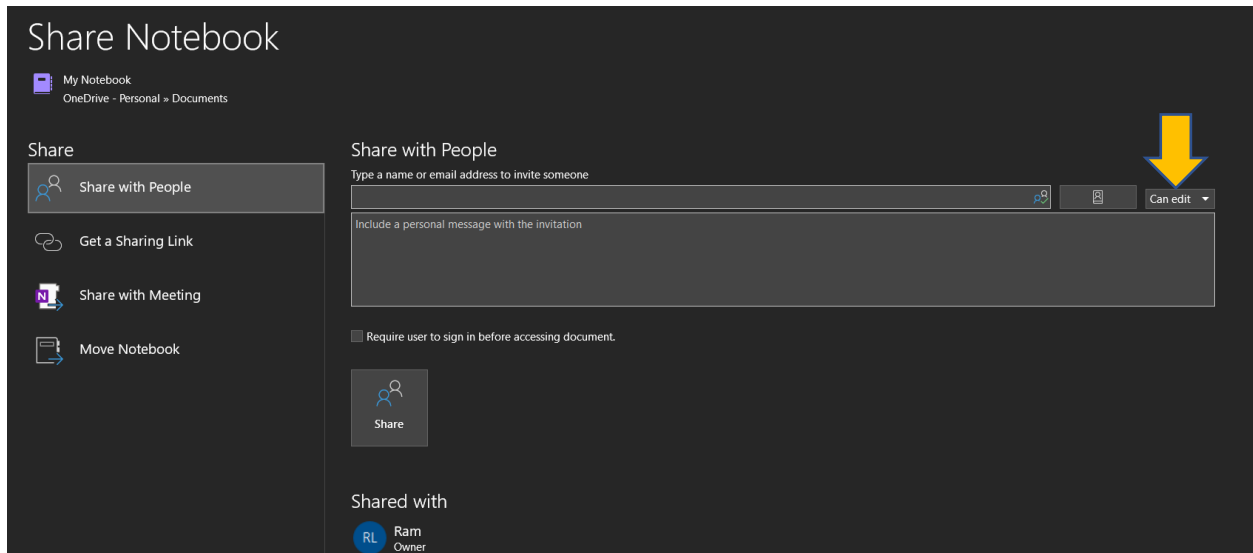 Share Notebook
My Notebook
OneDrive - Personal » Documents
Share
Share with People
Get a Sharing Link
N
Share with Meeting
Move Notebook
Share with People
Type a name or email address to invite someone
Can edit
Include a personal message with the invitation
Require user to sign in before accessing document.
Share
Shared with
RL
Ram
Owner